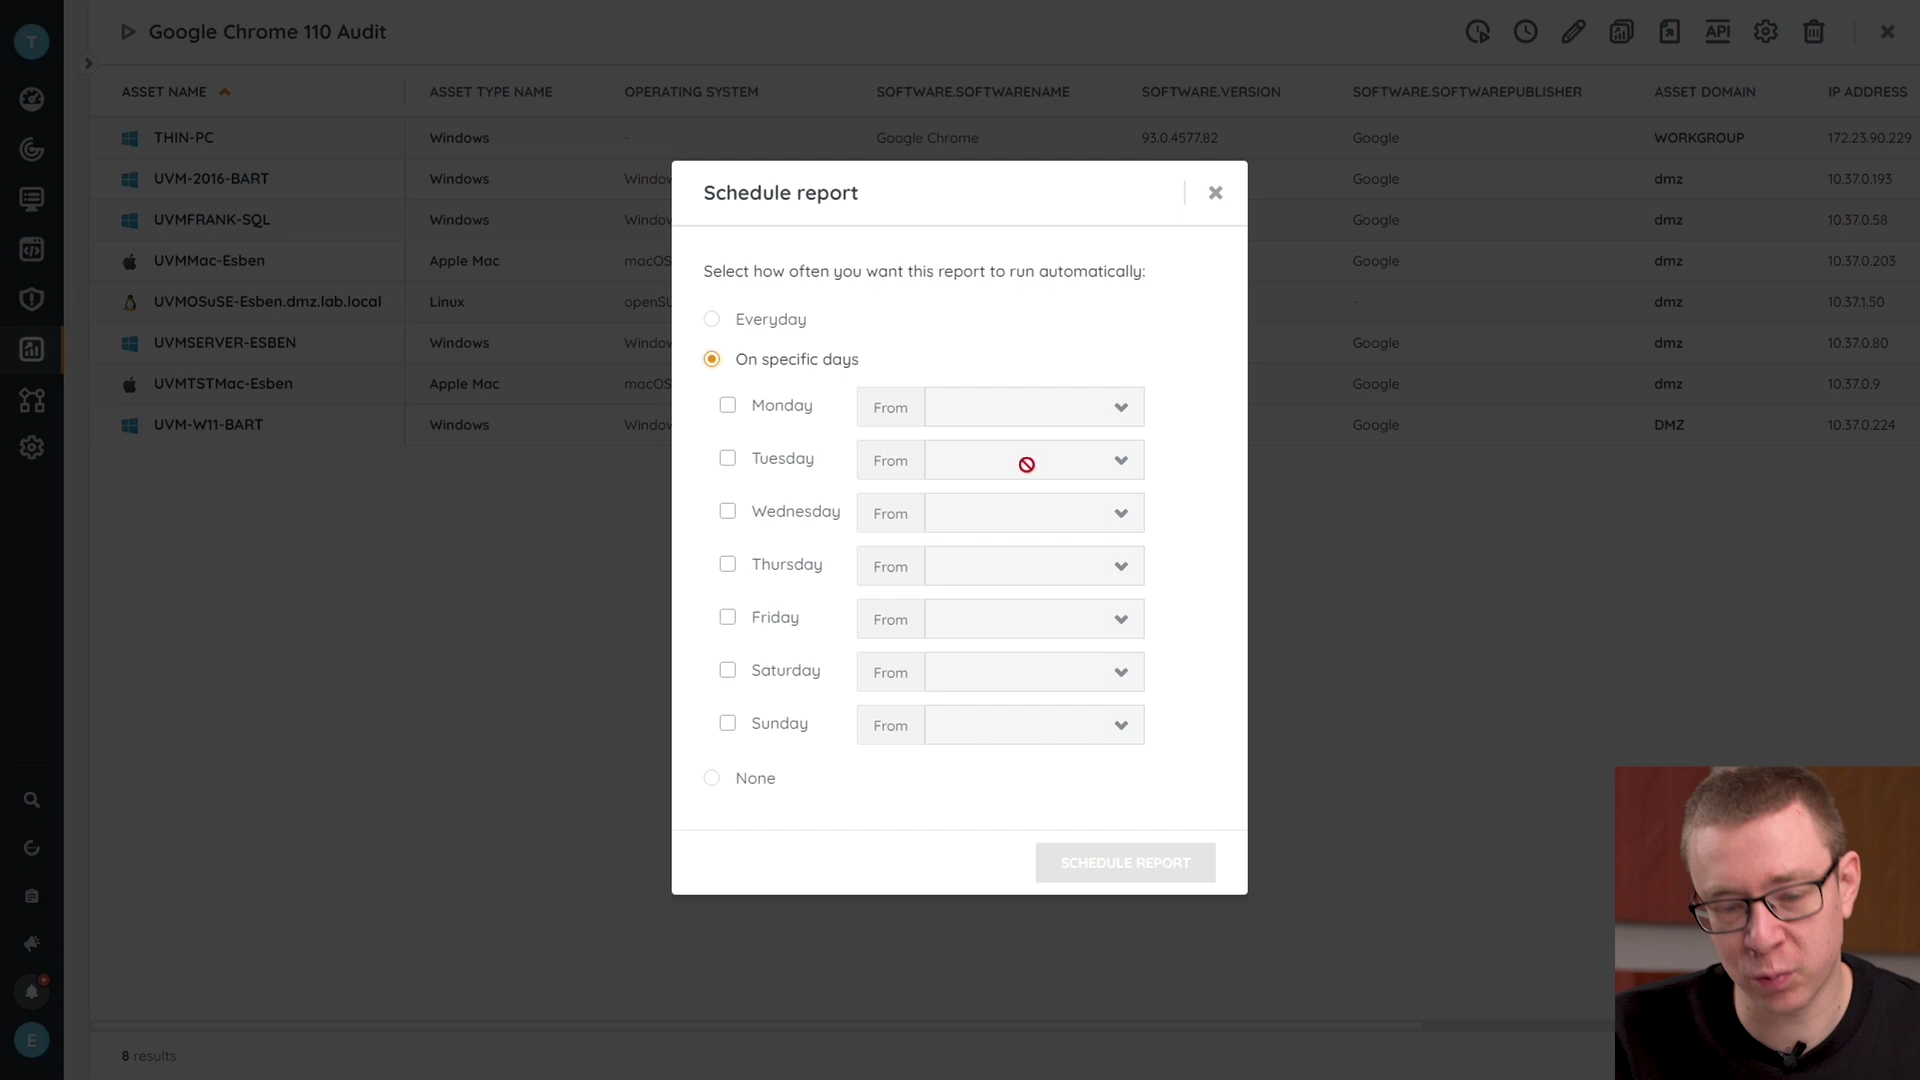 T
Google Chrome 110 Audit
API
ASSET NAME ASSET TYPE NAME OPERATING SYSTEM SOFTWARE.SOFTWARENAME SOFTWARE.VERSION SOFTWARE.SOFTWAREPUBLISHER ASSET DOMAIN IP ADDRESS
THIN-PC Windows - Google Chrome 93.0.4577.82 Google WORKGROUP 172.23.90.229
UVM-2016-BART Windows Windo Google dmz 10.37.0.193
UVMFRANK-SQL Windows Windo Google dmz 10.37.0.58
UVMMac-Esben Apple Mac macOS Google dmz 10.37.0.203
UVMOSuSE-Esben.dmz.lab.local Linux openSU - dmz 10.37.1.50
UVMSERVER-ESBEN Windows Windo Google dmz 10.37.0.80
UVMTSTMac-Esben Apple Mac macOS Google dmz 10.37.0.9
UVM-W11-BART Windows Windo Google DMZ 10.37.0.224
Schedule report
Select how often you want this report to run automatically:
Everyday
On specific days
Monday From
Tuesday From
Wednesday From
Thursday From
Friday From
Saturday From
Sunday From
None
SCHEDULE REPORT
E
8 results